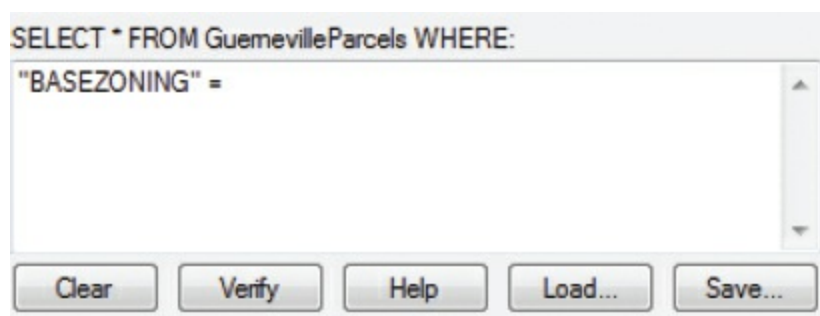 SELECT * FROM GuernevilleParcels WHERE:
"BASEZONING" =
Clear Verify Help Load... Save...